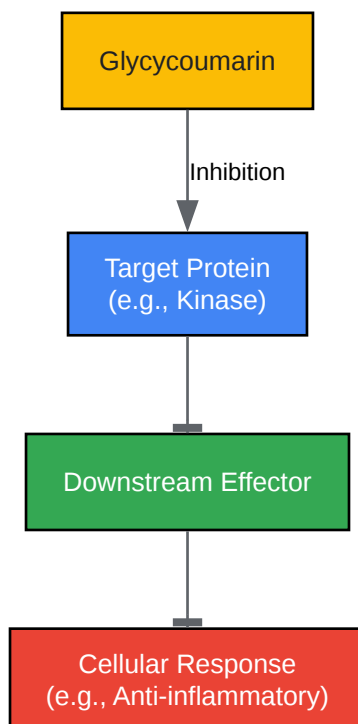 Glycycoumarin
Inhibition
Target Protein
(e.g., Kinase)
Downstream Effector
Cellular Response
(e.g., Anti-inflammatory)